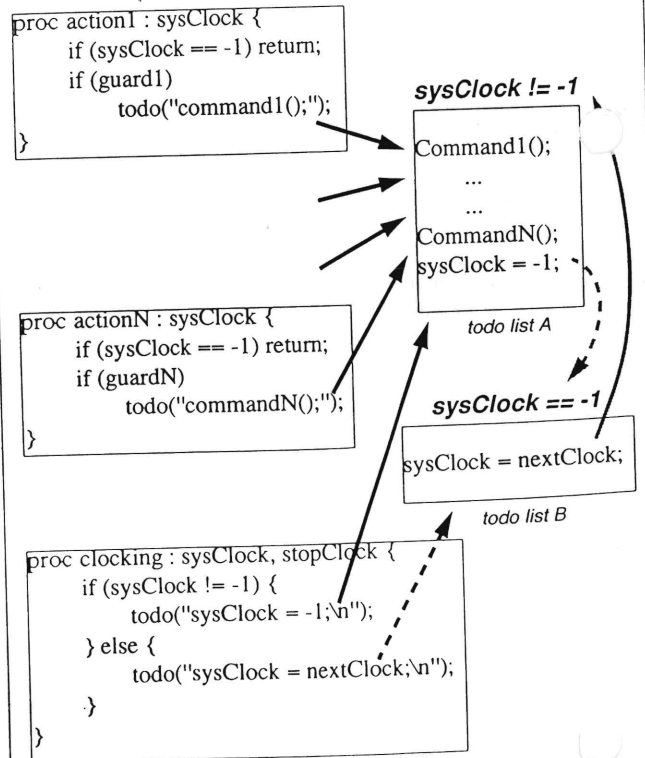 proc action1 : sysClock {
if (sysClock == -1) return;
if (guard1)
todo("command1();");
}
sysClock != -1
Command1();
...
...
CommandN();
sysClock = -1;
todo list A
proc actionN : sysClock {
if (sysClock == -1) return;
if (guardN)
todo("commandN();");
}
sysClock == -1
sysClock = nextClock;
todo list B
proc clocking : sysClock, stopClock {
if (sysClock != -1) {
todo("sysClock = -1;\n");
} else {
todo("sysClock = nextClock;\n");
}
}